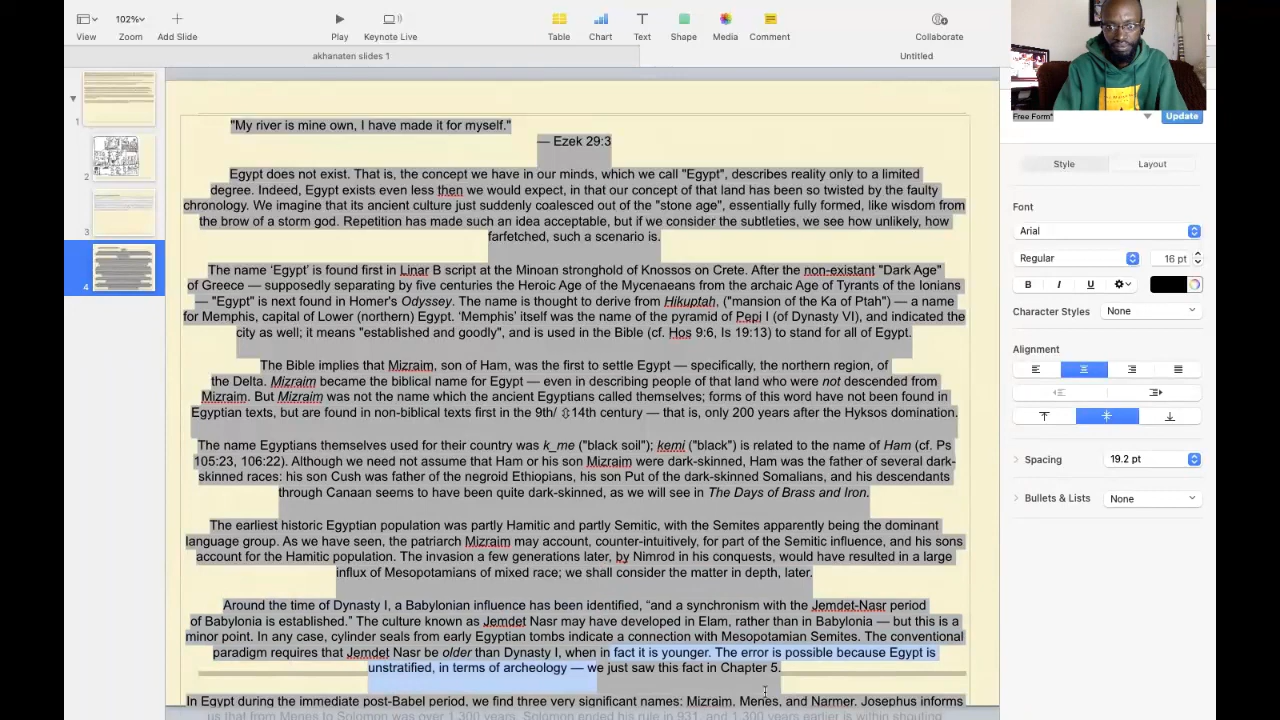 102%
View
Zoom
Add Slide
Play
Keynote Live
Table
Chart
Text
Shape
Media
Comment
Collaborate
akhanaten slides 1
Untitled
1
2
3
4
"My river is mine own, I have made it for myself."
— Ezek 29:3
Egypt does not exist. That is, the concept we have in our minds, which we call "Egypt", describes reality only to a limited
degree. Indeed, Egypt exists even less then we would expect, in that our concept of that land has been so twisted by the faulty
chronology. We imagine that its ancient culture just suddenly coalesced out of the "stone age", essentially fully formed, like wisdom from
the brow of a storm god. Repetition has made such an idea acceptable, but if we consider the subtleties, we see how unlikely, how
farfetched, such a scenario is.
The name 'Egypt' is found first in Linar B script at the Minoan stronghold of Knossos on Crete. After the non-existant "Dark Age"
of Greece — supposedly separating by five centuries the Heroic Age of the Mycenaeans from the archaic Age of Tyrants of the Ionians
— "Egypt" is next found in Homer's Odyssey. The name is thought to derive from Hikuptah, ("mansion of the Ka of Ptah") — a name
for Memphis, capital of Lower (northern) Egypt. 'Memphis' itself was the name of the pyramid of Pepi I (of Dynasty VI), and indicated the
city as well; it means "established and goodly", and is used in the Bible (cf. Hos 9:6, Is 19:13) to stand for all of Egypt.
The Bible implies that Mizraim, son of Ham, was the first to settle Egypt — specifically, the northern region, of
the Delta. Mizraim became the biblical name for Egypt — even in describing people of that land who were not descended from
Mizraim. But Mizraim was not the name which the ancient Egyptians called themselves; forms of this word have not been found in
Egyptian texts, but are found in non-biblical texts first in the 9th/ ⇳14th century — that is, only 200 years after the Hyksos domination.
The name Egyptians themselves used for their country was k_me ("black soil"); kemi ("black") is related to the name of Ham (cf. Ps
105:23, 106:22). Although we need not assume that Ham or his son Mizraim were dark-skinned, Ham was the father of several dark-
skinned races: his son Cush was father of the negroid Ethiopians, his son Put of the dark-skinned Somalians, and his descendants
through Canaan seems to have been quite dark-skinned, as we will see in The Days of Brass and Iron.
The earliest historic Egyptian population was partly Hamitic and partly Semitic, with the Semites apparently being the dominant
language group. As we have seen, the patriarch Mizraim may account, counter-intuitively, for part of the Semitic influence, and his sons
account for the Hamitic population. The invasion a few generations later, by Nimrod in his conquests, would have resulted in a large
influx of Mesopotamians of mixed race; we shall consider the matter in depth, later.
Around the time of Dynasty I, a Babylonian influence has been identified, "and a synchronism with the Jemdet-Nasr period
of Babylonia is established." The culture known as Jemdet Nasr may have developed in Elam, rather than in Babylonia — but this is a
minor point. In any case, cylinder seals from early Egyptian tombs indicate a connection with Mesopotamian Semites. The conventional
paradigm requires that Jemdet Nasr be older than Dynasty I, when in fact it is younger. The error is possible because Egypt is
unstratified, in terms of archeology — we just saw this fact in Chapter 5.
In Egypt during the immediate post-Babel period, we find three very significant names: Mizraim, Menes, and Narmer. Josephus informs
us that from Menes to Solomon was over 1,300 years. Solomon ended his rule in 931, and 1,300 years earlier is within shouting
Free Form*
Update
Style
Layout
Font
Arial
Regular
16 pt
B
I
U
Character Styles
None
Alignment
Spacing
19.2 pt
Bullets & Lists
None